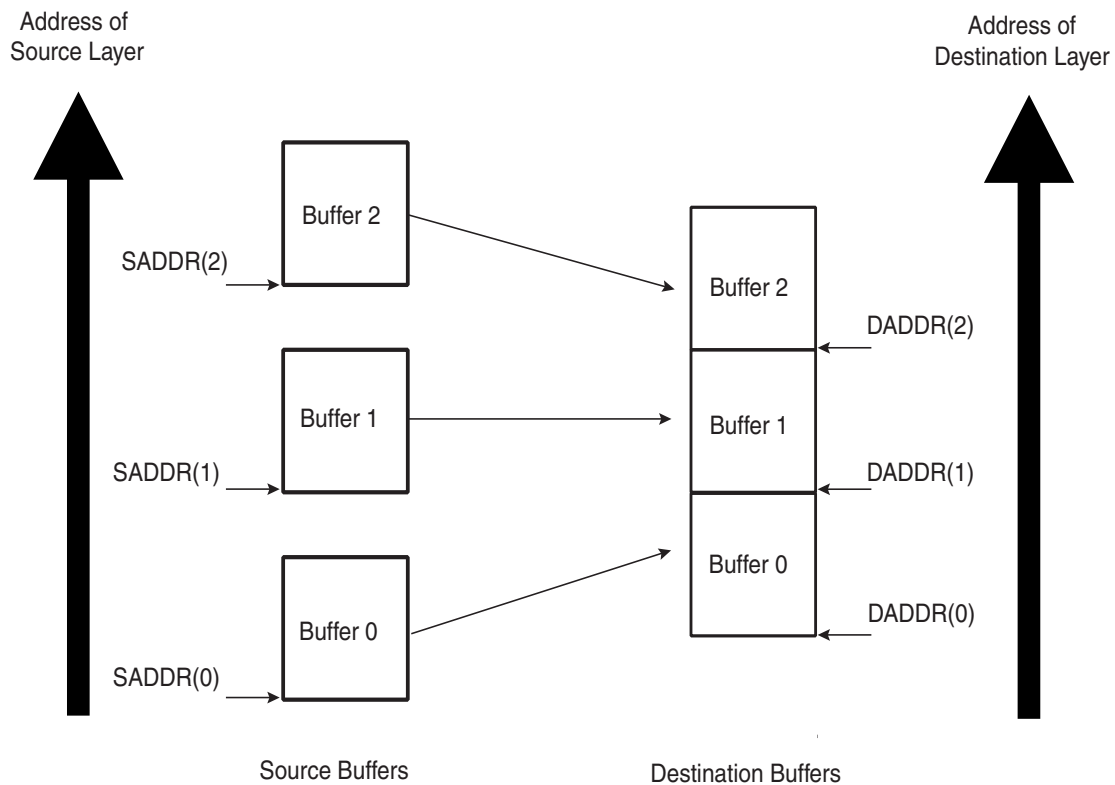 Address of
Source Layer
Address of
Destination Layer
Buffer 2
SADDR(2)
Buffer 2
DADDR(2)
Buffer 1
Buffer 1
SADDR(1)
DADDR(1)
Buffer 0
Buffer 0
DADDR(0)
SADDR(0)
Source Buffers
Destination Buffers